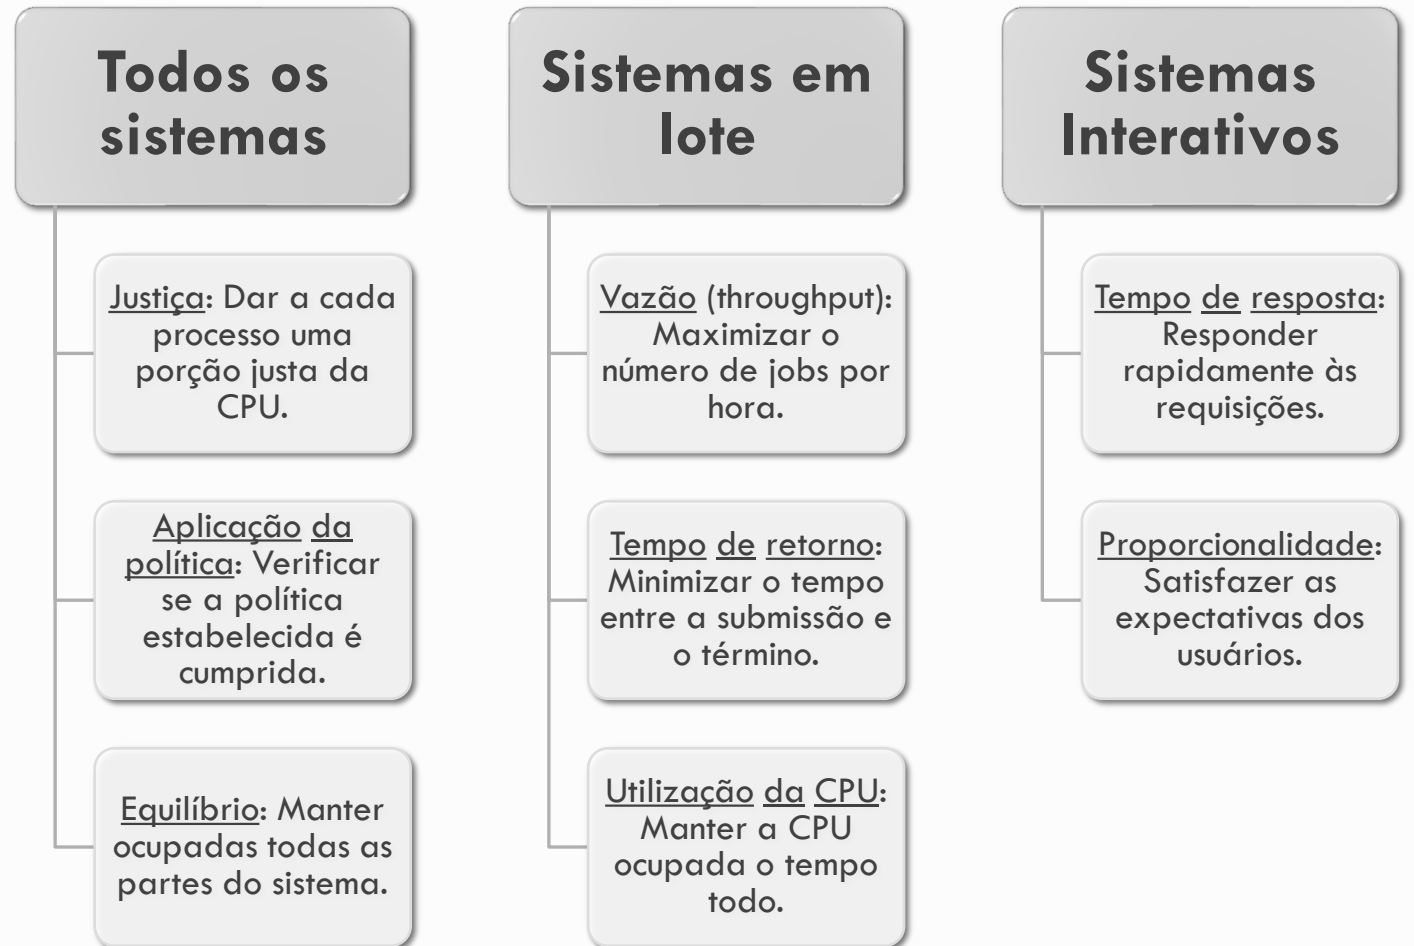 Todos os
sistemas
Justiça: Dar a cada
processo uma
porção justa da
CPU.
Aplicação da
política: Verificar
se a política
estabelecida é
cumprida.
Equilíbrio: Manter
ocupadas todas as
partes do sistema.
Sistemas em
lote
Vazão (throughput):
Maximizar o
número de jobs por
hora.
Tempo de retorno:
Minimizar o tempo
entre a submissão e
o término.
Utilização da CPU:
Manter a CPU
ocupada o tempo
todo.
Sistemas
Interativos
Tempo de resposta:
Responder
rapidamente às
requisições.
Proporcionalidade:
Satisfazer as
expectativas dos
usuários.